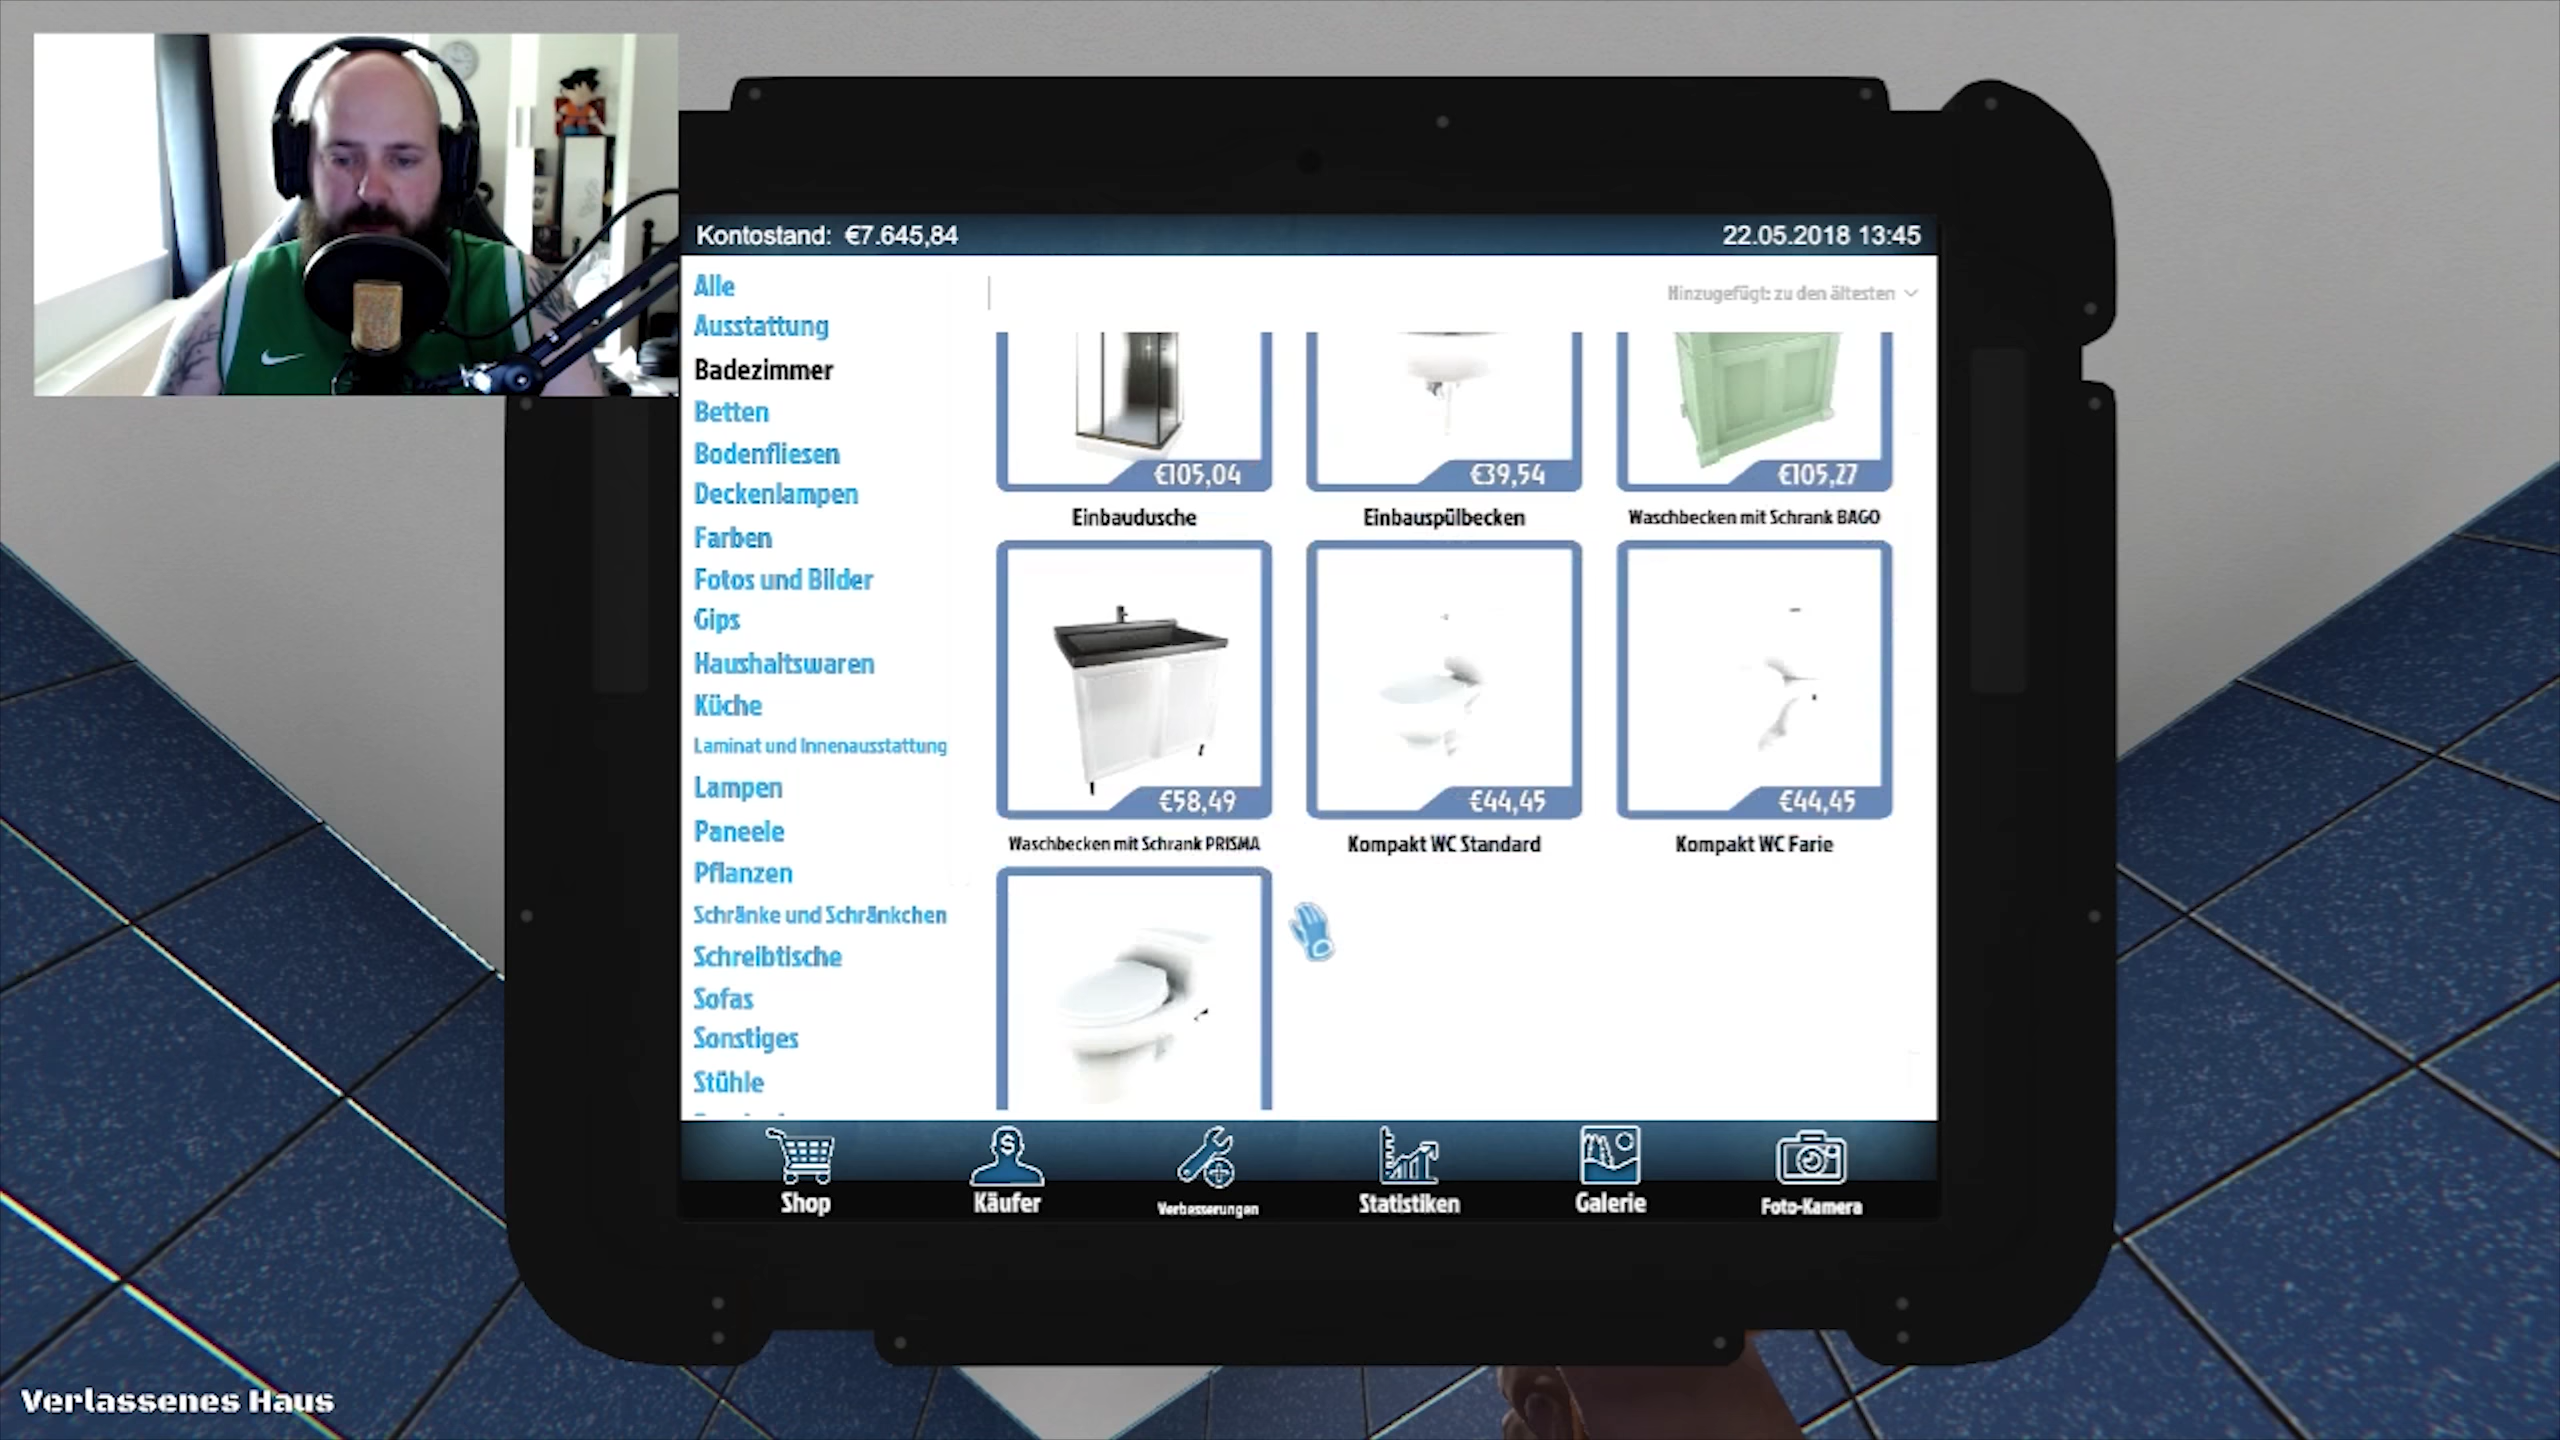 Kontostand: €7.645,84
22.05.2018 13:45
Alle
Ausstattung
Badezimmer
Betten
Bodenfliesen
Deckenlampen
Farben
Fotos und Bilder
Gips
Haushaltswaren
Küche
Laminat und Innenausstattung
Lampen
Paneele
Pflanzen
Schränke und Schränkchen
Schreibtische
Sofas
Sonstiges
Stühle
Hinzugefügt: zu den ältesten
€105,04
€39,54
€105,27
Einbaudusche
Einbauspülbecken
Waschbecken mit Schrank BAGO
€58,49
€44,45
€44,45
Waschbecken mit Schrank PRISMA
Kompakt WC Standard
Kompakt WC Farie
Shop
Käufer
Verbesserungen
Statistiken
Galerie
Foto-Kamera
Verlassenes Haus